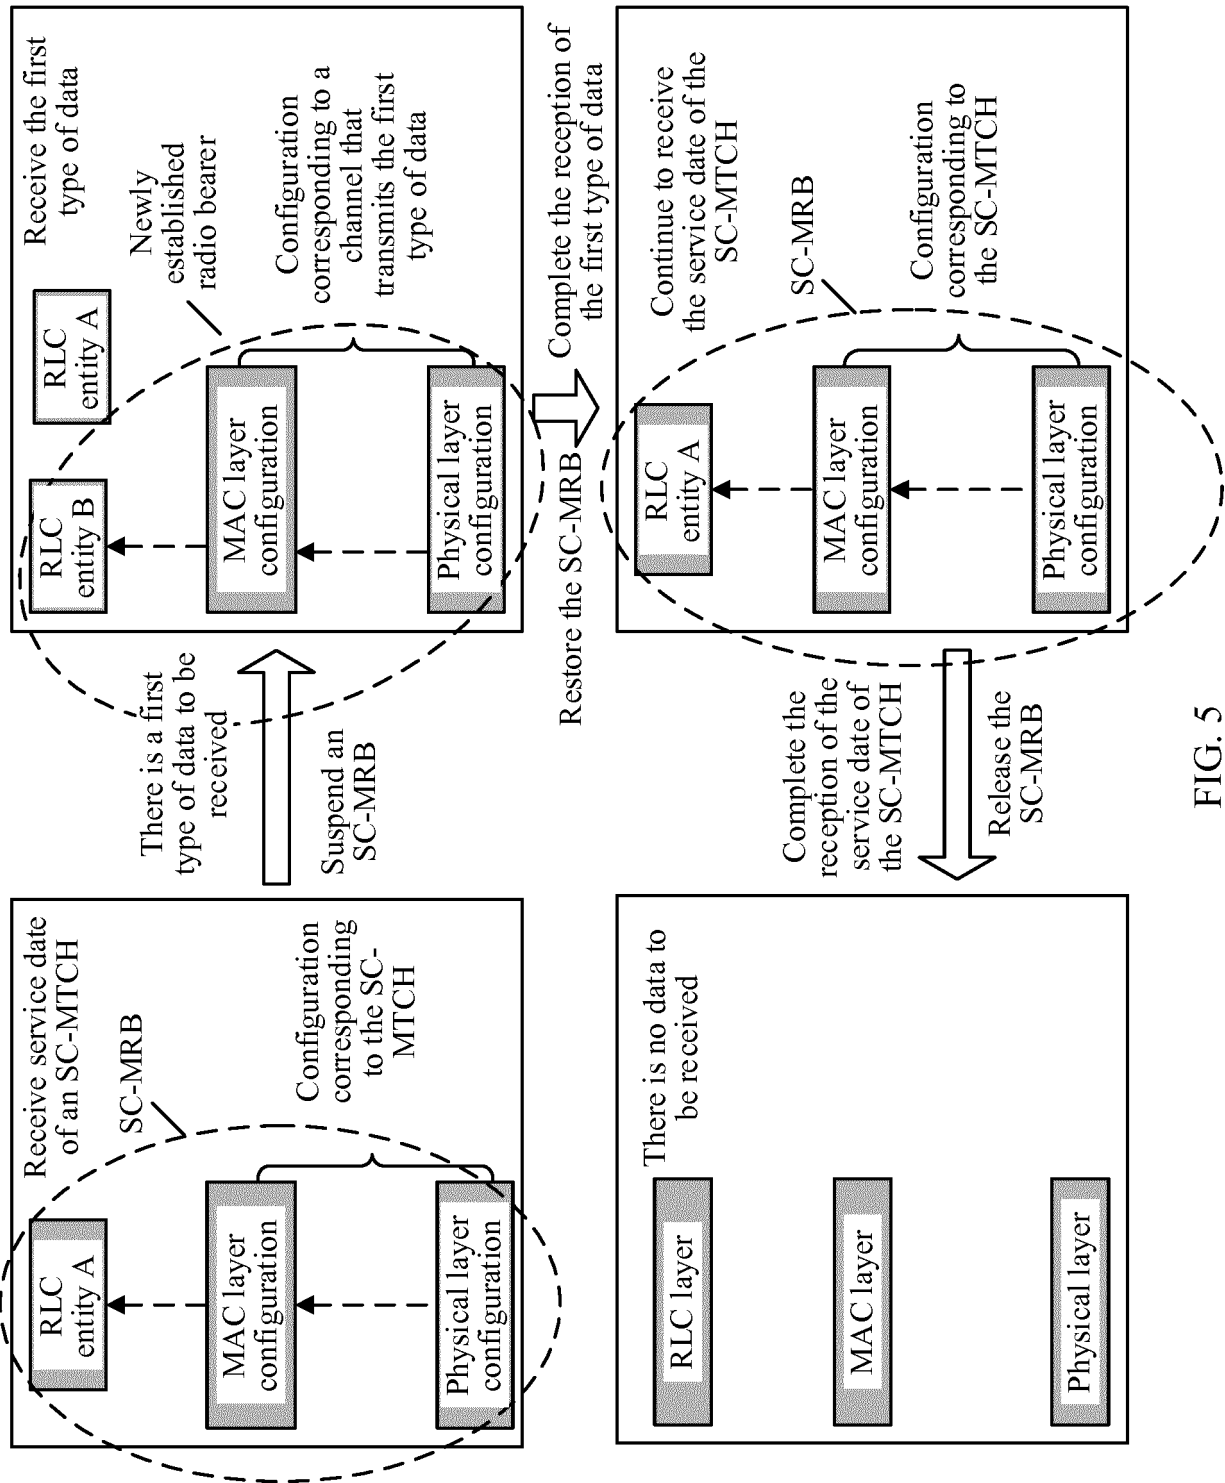 Receive service date
of an SC-MTCH
SC-MRB
RLC
entity A
MAC layer
configuration
Physical layer
configuration
Configuration
corresponding
to the SC-
MTCH
There is a first
type of data to be
received
Suspend an
SC-MRB
Receive the first
type of data
RLC
entity B
RLC
entity A
Newly
established
radio bearer
MAC layer
configuration
Physical layer
configuration
Configuration
corresponding to a
channel that
transmits the first
type of data
Complete the reception of
the first type of data
Restore the SC-MRB
Continue to receive
the service date of the
SC-MTCH
SC-MRB
RLC
entity A
MAC layer
configuration
Physical layer
configuration
Configuration
corresponding to
the SC-MTCH
Complete the
reception of the
service date of
the SC-MTCH
Release the
SC-MRB
There is no data to
be received
RLC layer
MAC layer
Physical layer
FIG. 5